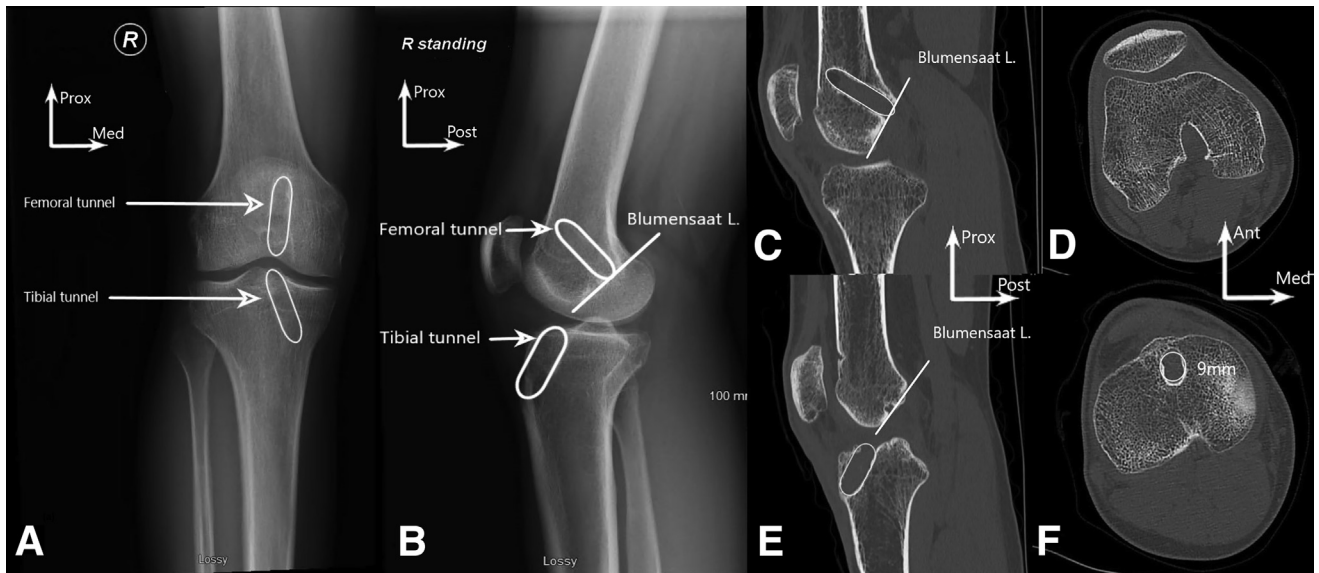 R
Prox
Med
Femoral tunnel
Tibial tunnel
Lossy
A
R standing
Prox
Post
Femoral tunnel
Blumensaat L.
Tibial tunnel
100 mm
Lossy
B
Blumensaat L.
C
Prox
Post
Blumensaat L.
E
D
Ant
Med
9mm
F